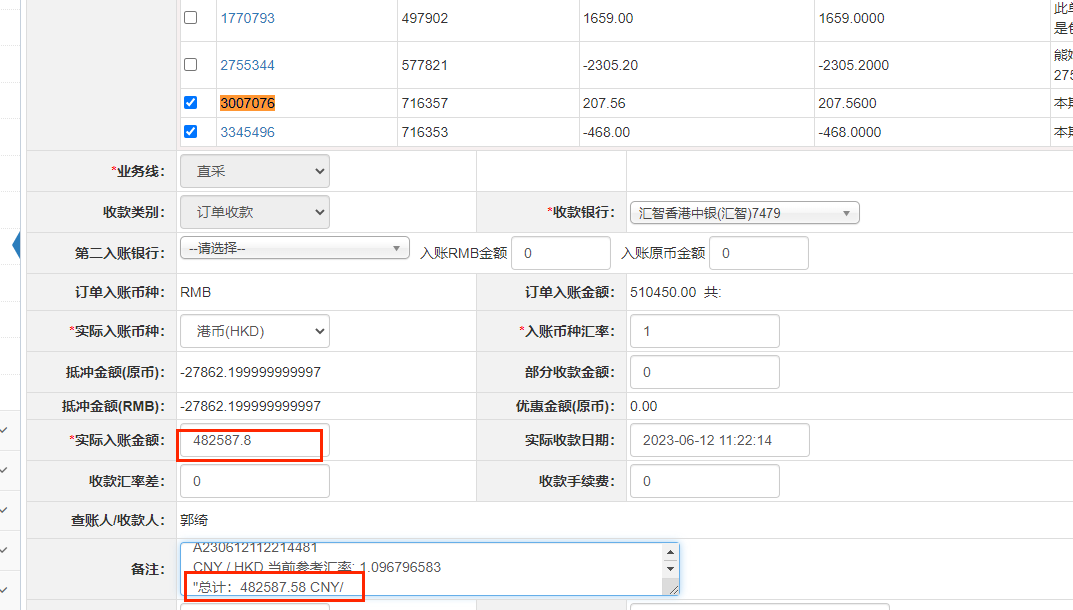 1770793 497902 1659.00 1659.0000 此单
是创
2755344 577821 -2305.20 -2305.2000
275
3007076 716357 207.56 207.5600 本期
3345496 716353 -468.00 -468.0000 本期
*业务线: 直采
收款类别: 订单收款 *收款银行: 汇智香港中银(汇智)7479
第二入账银行: --请选择-- 入账RMB金额 0 入账原币金额 0
订单入账币种: RMB 订单入账金额: 510450.00 共:
*实际入账币种: 港币(HKD) *入账币种汇率: 1
抵冲金额(原币): -27862.199999999997 部分收款金额: 0
抵冲金额(RMB): -27862.199999999997 优惠金额(原币): 0.00
*实际入账金额: 482587.8 实际收款日期: 2023-06-12 11:22:14
收款汇率差: 0 收款手续费: 0
查账人/收款人: 郭绮
A230612112214481
备注: CNY / HKD 当前参考汇率: 1.096796583
"总计: 482587.58 CNY/